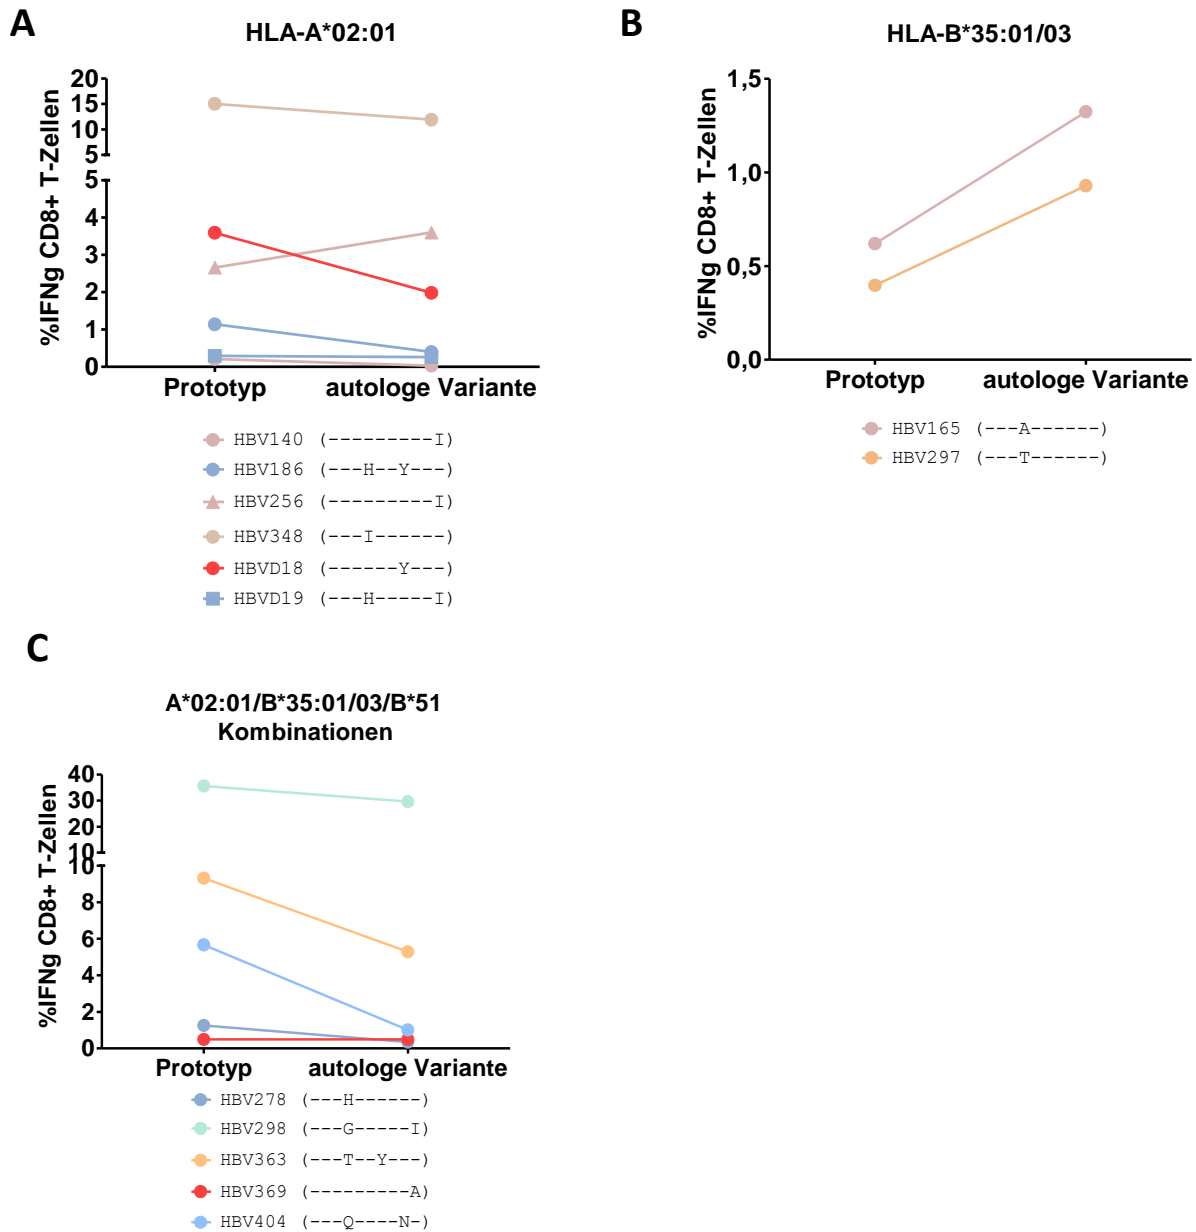 A
HLA-A*02:01
%IFNg CD8+ T-Zellen
20
15
10
5
5
4
3
2
1
0
Prototyp
autologe Variante
HBV140 (---------I)
HBV186 (---H--Y---)
HBV256 (---------I)
HBV348 (---I------)
HBVD18 (------Y---)
HBVD19 (---H-----I)
B
HLA-B*35:01/03
%IFNg CD8+ T-Zellen
1,5
1,0
0,5
0,0
Prototyp
autologe Variante
HBV165 (---A------)
HBV297 (---T------)
C
A*02:01/B*35:01/03/B*51
Kombinationen
%IFNg CD8+ T-Zellen
40
30
20
10
10
8
6
4
2
0
Prototyp
autologe Variante
HBV278 (---H------)
HBV298 (---G-----I)
HBV363 (---T--Y---)
HBV369 (---------A)
HBV404 (---Q----N-)